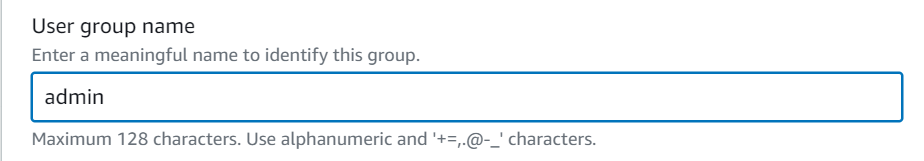 User group name
Enter a meaningful name to identify this group.
admin
Maximum 128 characters. Use alphanumeric and '+=,.@-_' characters.